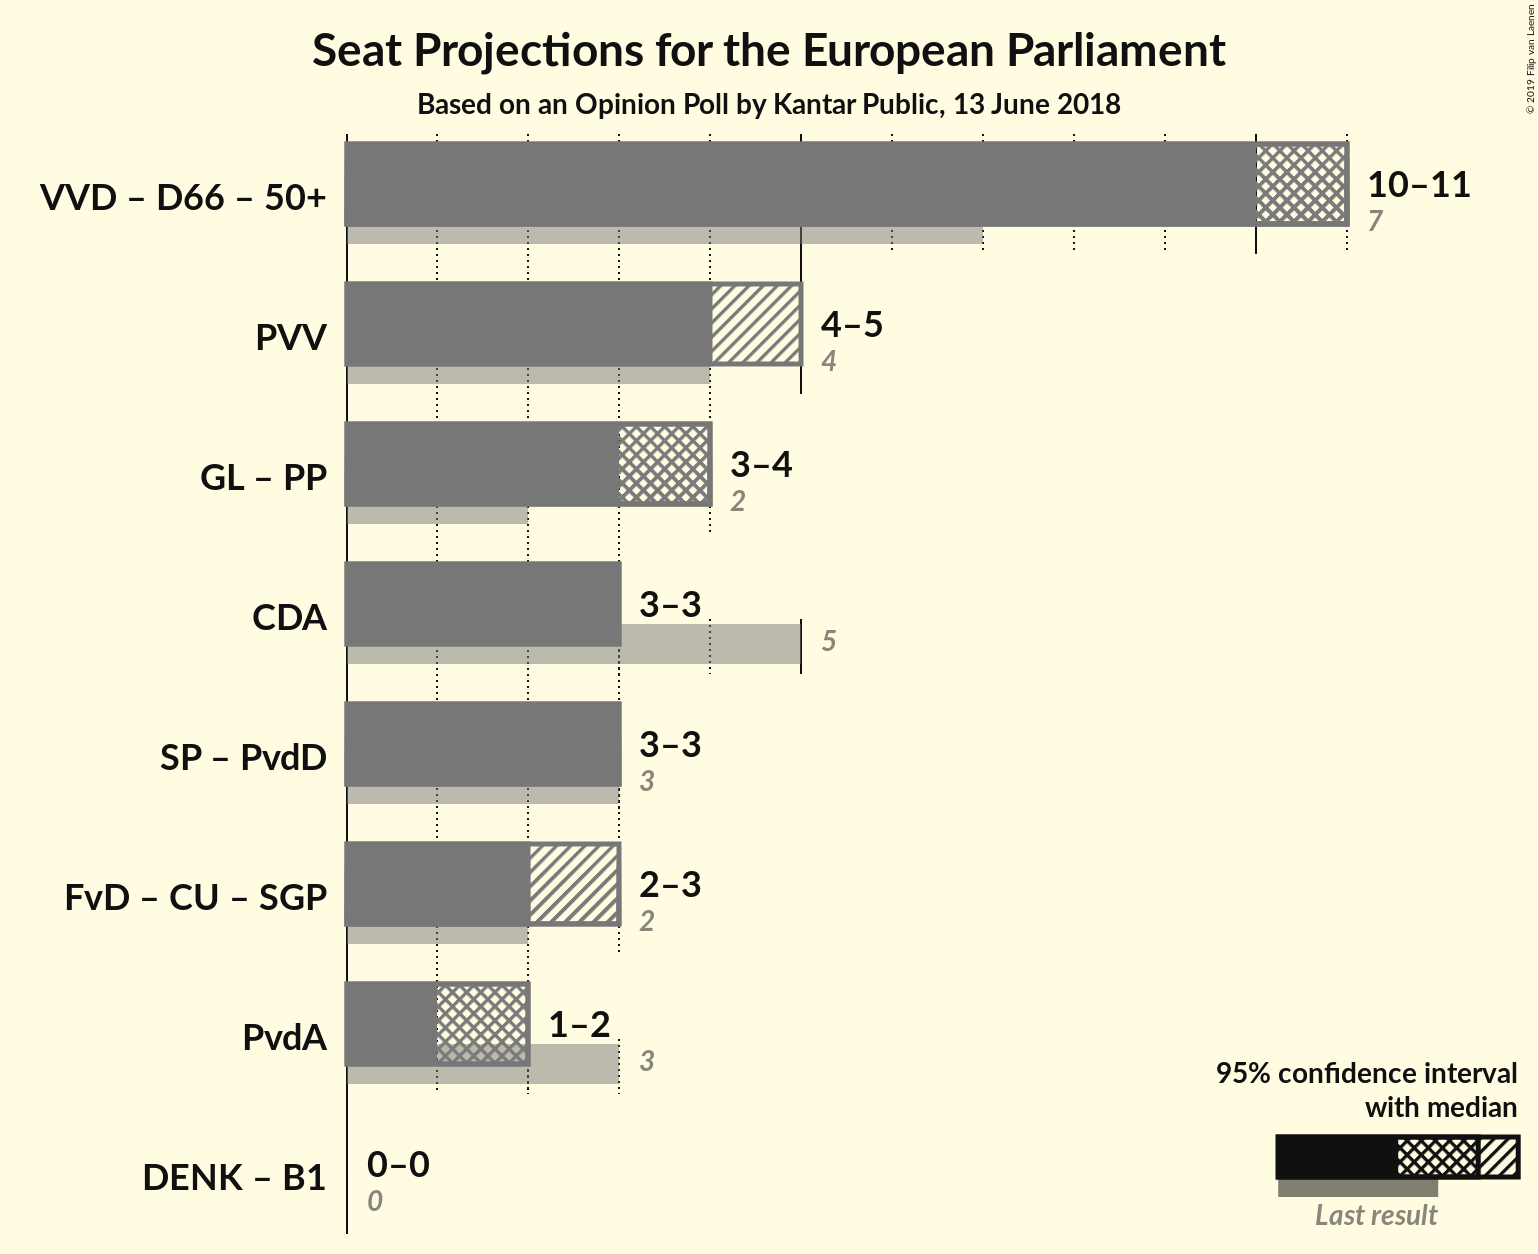 Seat Projections for the European Parliament
Based on an Opinion Poll by Kantar Public, 13 June 2018
© 2019 Filip van Laenen
VVD – D66 – 50+
10–11
7
PVV
4–5
4
GL – PP
3–4
2
CDA
3–3
5
SP – PvdD
3–3
3
FvD – CU – SGP
2–3
2
PvdA
1–2
3
DENK – B1
0–0
0
95% confidence interval
with median
Last result